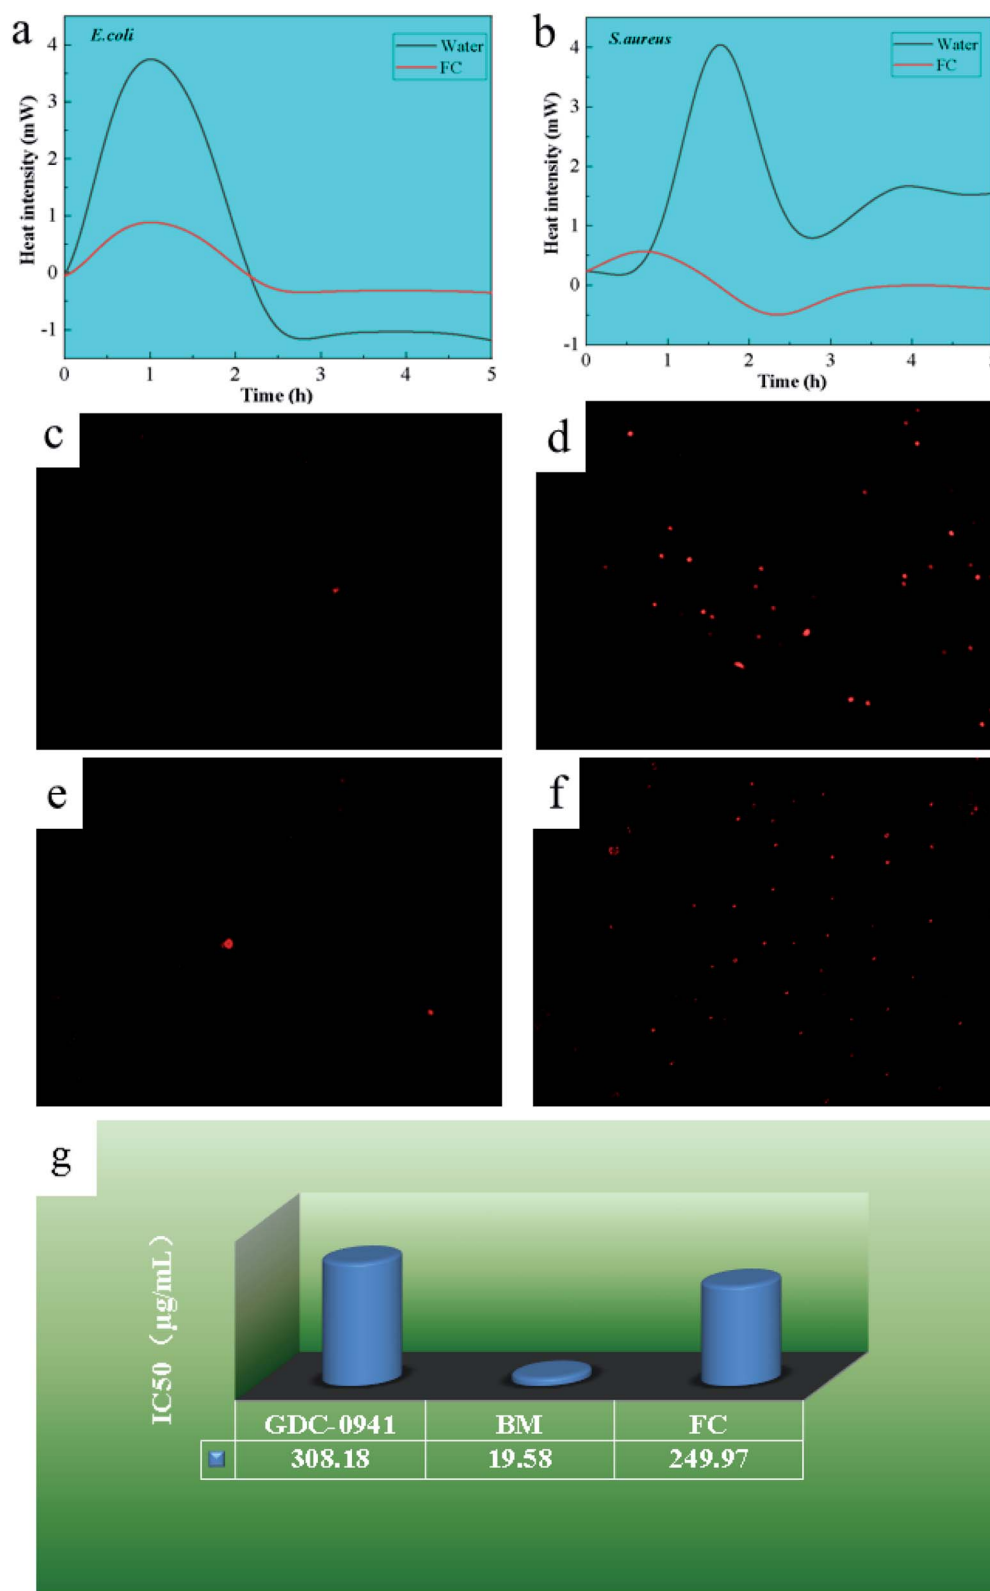 a
E.coli
Water
FC
Heat intensity (mW)
4
3
2
1
0
-1
0 1 2 3 4 5
Time (h)
b
S.aureus
Water
FC
Heat intensity (mW)
4
3
2
1
0
-1
0 1 2 3 4
Time (h)
c
d
e
f
g
IC50（μg/mL）
GDC-0941 BM FC
308.18 19.58 249.97